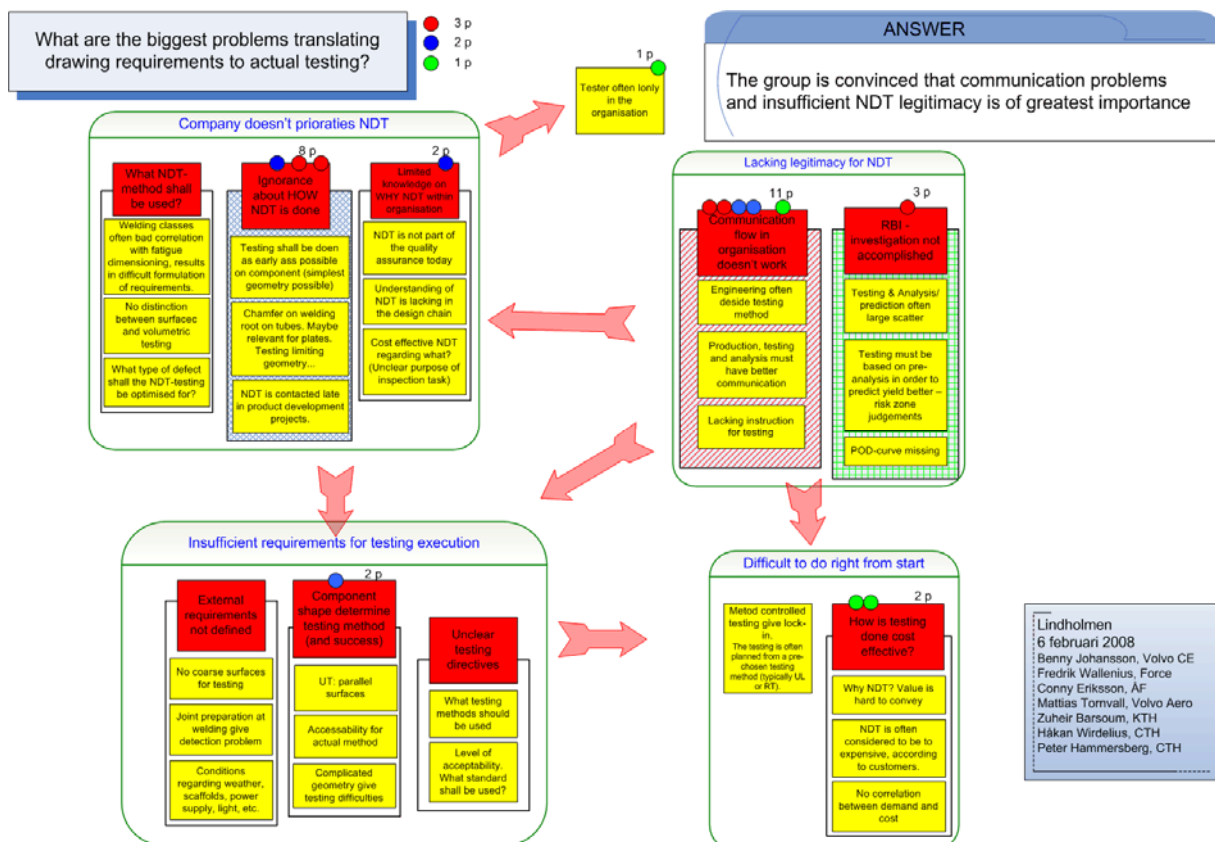 What are the biggest problems translating
drawing requirements to actual testing?
3 p
2 p
1 p
1 p
Tester often lonly in
the
organisation
ANSWER
The group is convinced that communication problems
and insufficient NDT legitimacy is of greatest importance
Company doesn't prioraties NDT
What NDT-
method shall
be used?
Welding classes
often bad correlation
with fatigue
dimensioning, results
in difficult formulation
of requirements.
No distinction
between surfacec and
volumetric
testing
What type of defect
shall the NDT-testing
be optimised for?
8 p
Ignorance
about HOW
NDT is done
Testing shall be doen
as early ass possible
on component (simplest
geometry possible)
Chamfer on welding
root on tubes. Maybe
relevant for plates.
Testing limiting
geometry...
NDT is contacted late
in product development
projects.
2 p
Limited
knowledge on
WHY NDT within
organisation
NDT is not part of
the quality
assurance today
Understanding of
NDT is lacking in
the design chain
Cost effective NDT
regarding what?
(Unclear purpose of
inspection task)
Lacking legitimacy for NDT
11 p
Communication
flow in
organisation
doesn't work
Engineering often
deside testing
method
Production, testing
and analysis must
have better
communication
Lacking instruction
for testing
3 p
RBI -
investigation not
accomplished
Testing & Analysis/
prediction often
large scatter
Testing must be
based on pre-
analysis in order to
predict yield better –
risk zone
judgements
POD-curve missing
Insufficient requirements for testing execution
External
requirements
not defined
No coarse surfaces
for testing
Joint preparation at
welding give
detection problem
Conditions
regarding weather,
scaffolds, power
supply, light, etc.
2 p
Component
shape determine
testing method
(and success)
UT: parallel
surfaces
Accessability for
actual method
Complicated
geometry give
testing difficulties
Unclear
testing
directives
What testing
methods should
be used
Level of
acceptability.
What standard
shall be used?
Difficult to do right from start
Metod controlled
testing give lock-
in.
The testing is often
planned from a pre-
chosen testing
method (typically UL
or RT).
2 p
How is testing
done cost
effective?
Why NDT? Value is
hard to convey
NDT is often
considered to be to
expensive, according
to customers.
No correlation
between demand and
cost
Lindholmen
6 februari 2008
Benny Johansson, Volvo CE
Fredrik Wallenius, Force
Conny Eriksson, ÅF
Mattias Tornvall, Volvo Aero
Zuheir Barsoum, KTH
Håkan Wirdelius, CTH
Peter Hammersberg, CTH